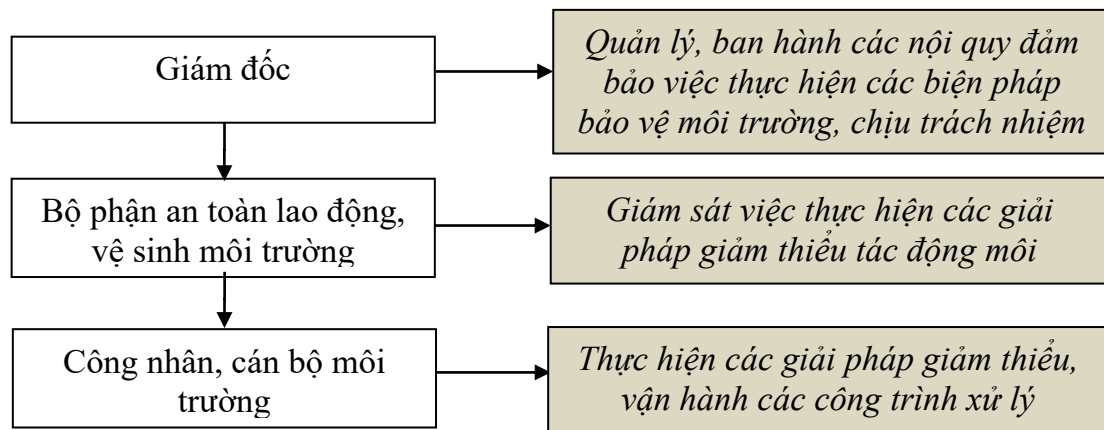 Giám đốc
Quản lý, ban hành các nội quy đảm
bảo việc thực hiện các biện pháp
bảo vệ môi trường, chịu trách nhiệm
Bộ phận an toàn lao động,
vệ sinh môi trường
Giám sát việc thực hiện các giải
pháp giảm thiểu tác động môi
Công nhân, cán bộ môi
trường
Thực hiện các giải pháp giảm thiểu,
vận hành các công trình xử lý